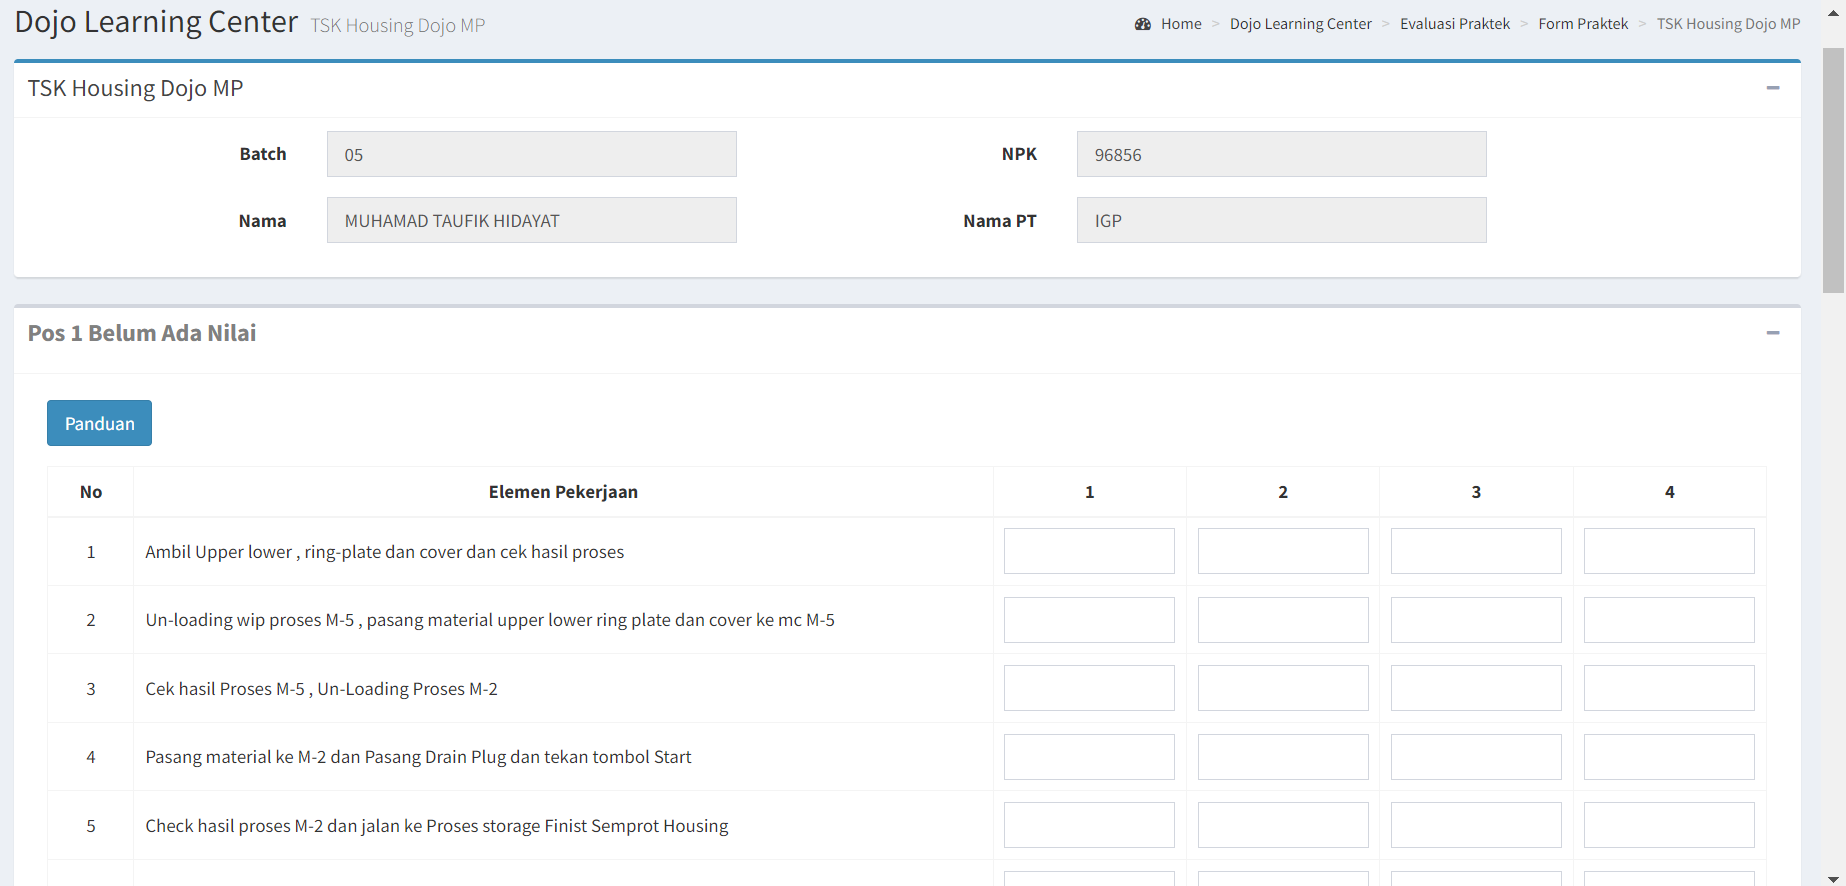 Dojo Learning Center TSK Housing Dojo MP
Home > Dojo Learning Center > Evaluasi Praktek > Form Praktek > TSK Housing Dojo MP
TSK Housing Dojo MP
Batch 05 NPK 96856
Nama MUHAMAD TAUFIK HIDAYAT Nama PT IGP
Pos 1 Belum Ada Nilai
Panduan
No Elemen Pekerjaan 1 2 3 4
1 Ambil Upper lower , ring-plate dan cover dan cek hasil proses
2 Un-loading wip proses M-5 , pasang material upper lower ring plate dan cover ke mc M-5
3 Cek hasil Proses M-5 , Un-Loading Proses M-2
4 Pasang material ke M-2 dan Pasang Drain Plug dan tekan tombol Start
5 Check hasil proses M-2 dan jalan ke Proses storage Finist Semprot Housing